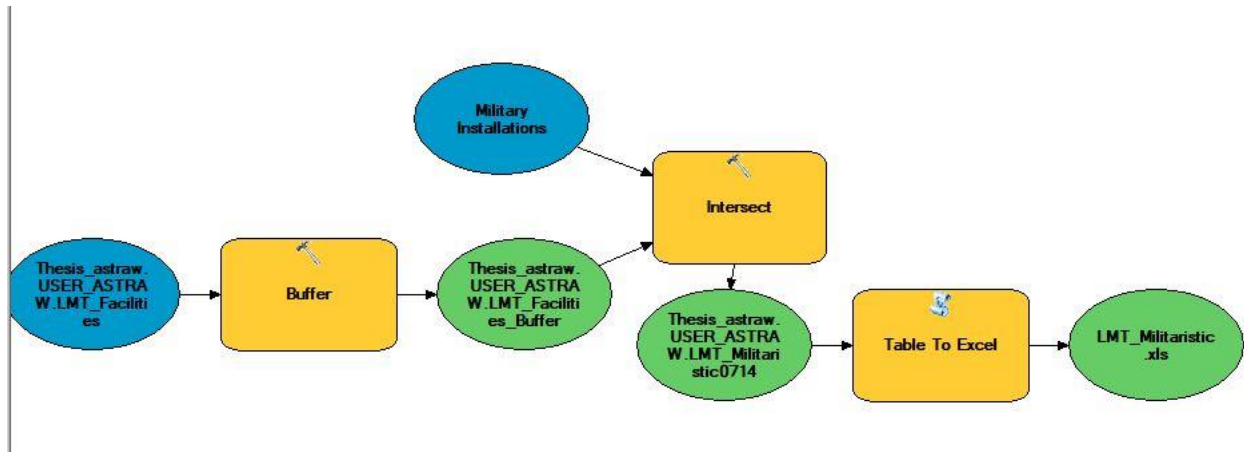 Military
Installations
Intersect
Thesis_astraw.
USER_ASTRA
W.LMT_Faciliti
es
Buffer
Thesis_astraw.
USER_ASTRA
W.LMT_Faciliti
es_Buffer
Thesis_astraw.
USER_ASTRA
W.LMT_Militari
stic0714
Table To Excel
LMT_Militaristic
.xls